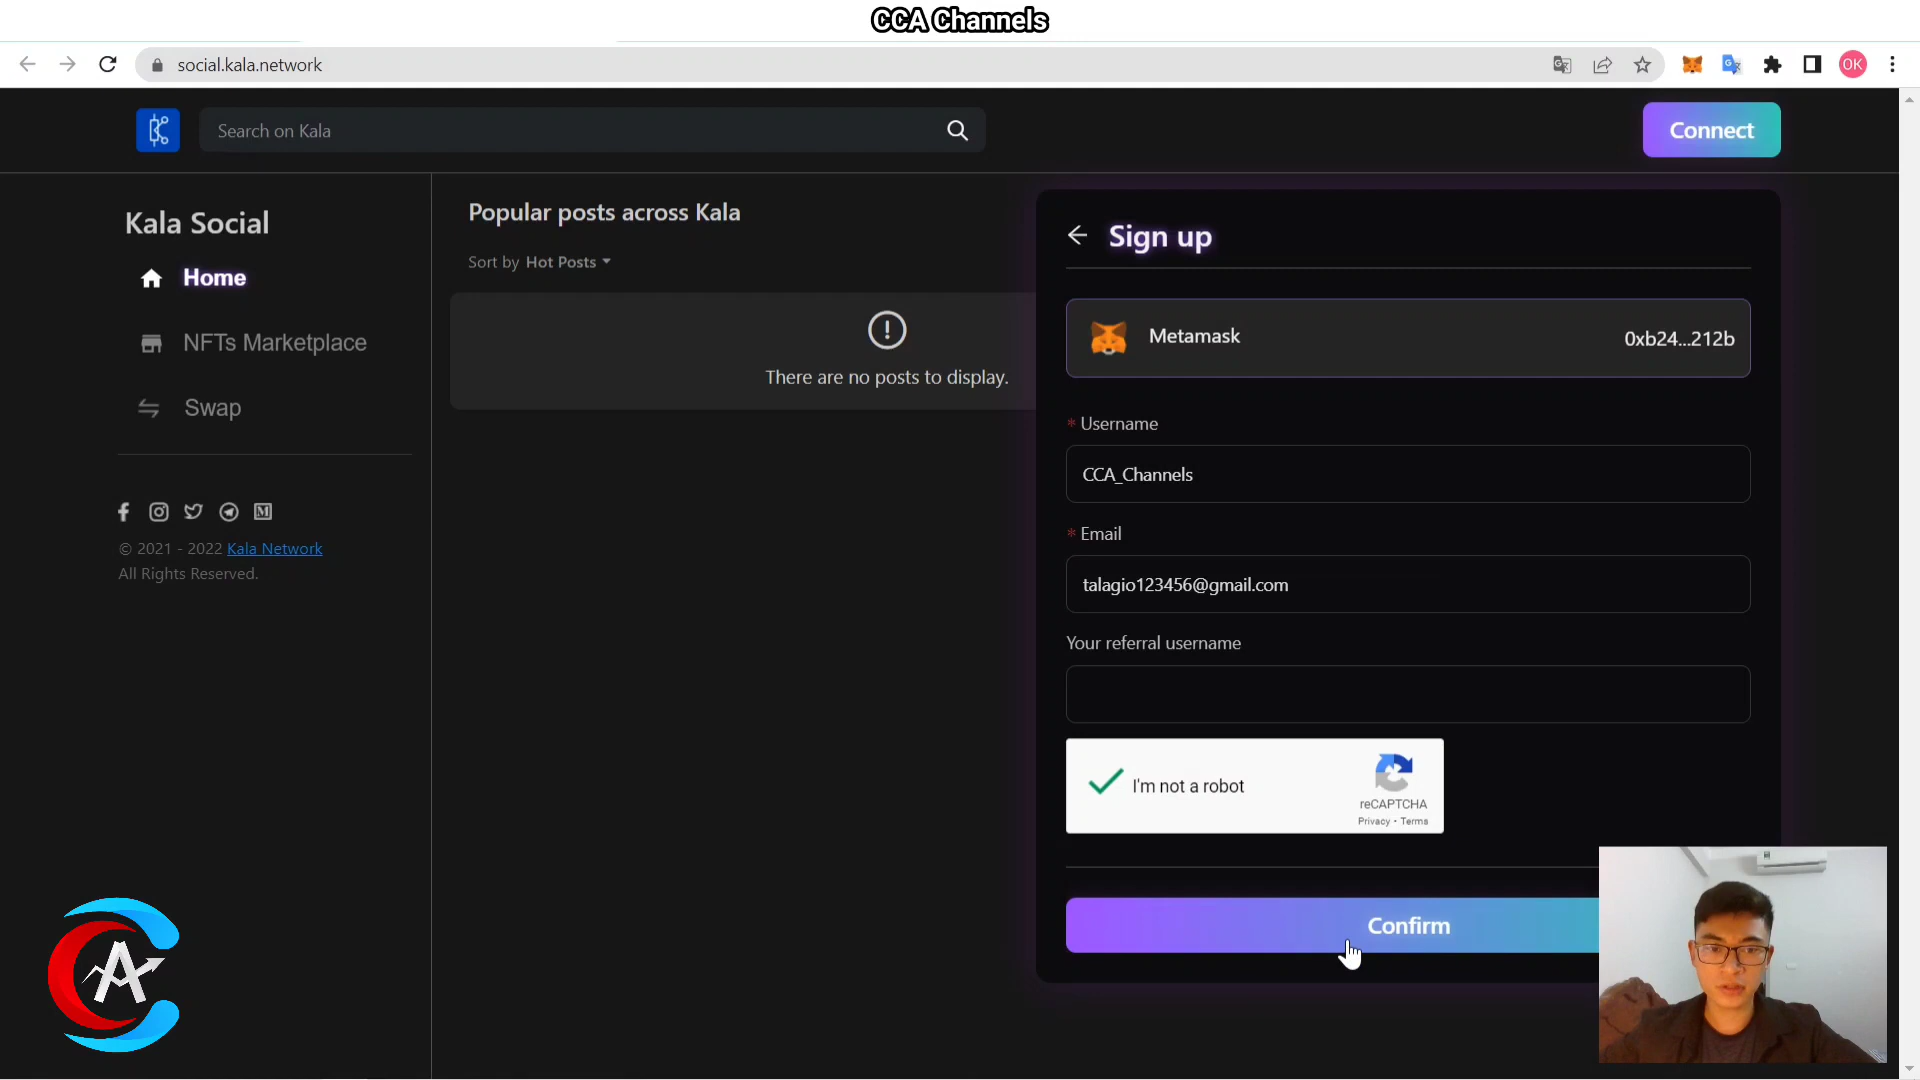 CCA Channels
social.kala.network
OK
Search on Kala
Connect
Kala Social
Home
NFTs Marketplace
Swap
© 2021 - 2022 Kala Network
All Rights Reserved.
Popular posts across Kala
Sort by Hot Posts
There are no posts to display.
Sign up
Metamask
0xb24...212b
* Username
CCA_Channels
* Email
talagio123456@gmail.com
Your referral username
I'm not a robot
reCAPTCHA
Privacy • Terms
Confirm